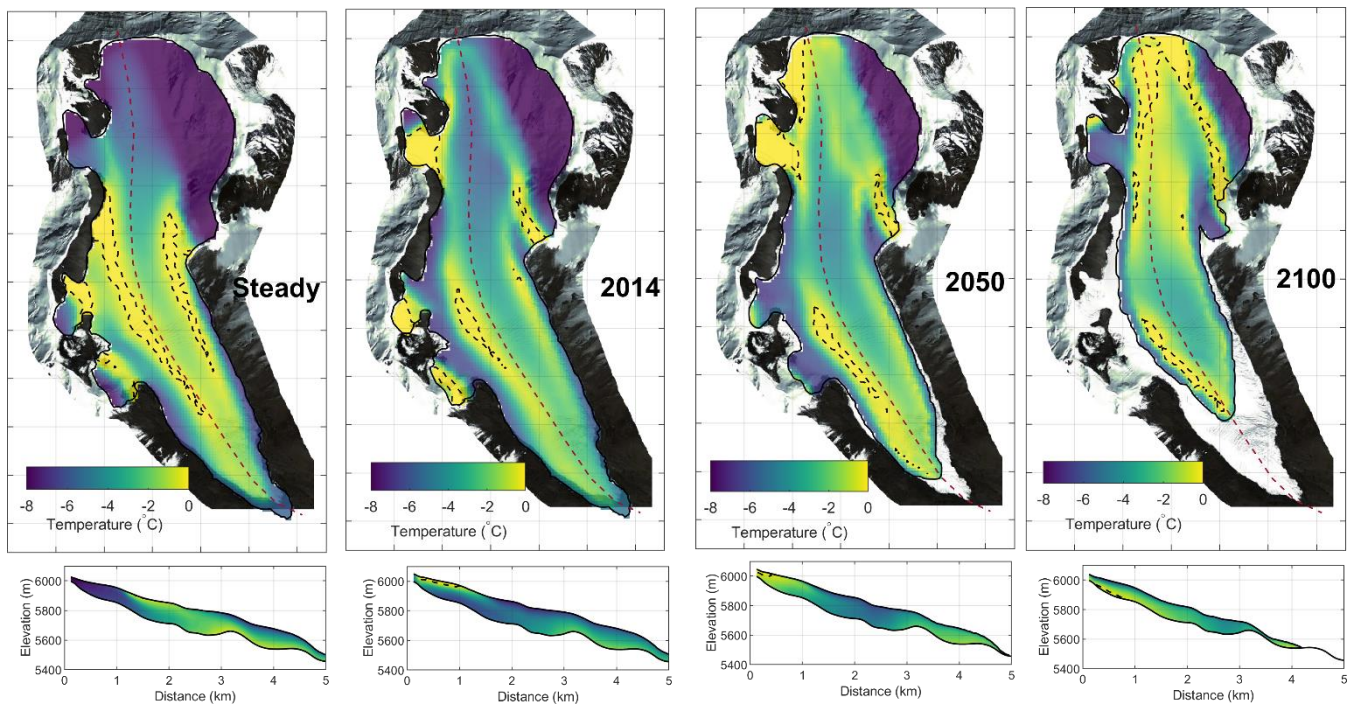 Steady
2014
2050
2100
-8 -6 -4 -2 0
Temperature (°C)
-8 -6 -4 -2 0
Temperature (°C)
-8 -6 -4 -2 0
Temperature (°C)
-8 -6 -4 -2 0
Temperature (°C)
6000
5800
5600
5400
Elevation (m)
0 1 2 3 4 5
Distance (km)
6000
5800
5600
5400
Elevation (m)
0 1 2 3 4 5
Distance (km)
6000
5800
5600
5400
Elevation (m)
0 1 2 3 4 5
Distance (km)
6000
5800
5600
5400
Elevation (m)
0 1 2 3 4 5
Distance (km)